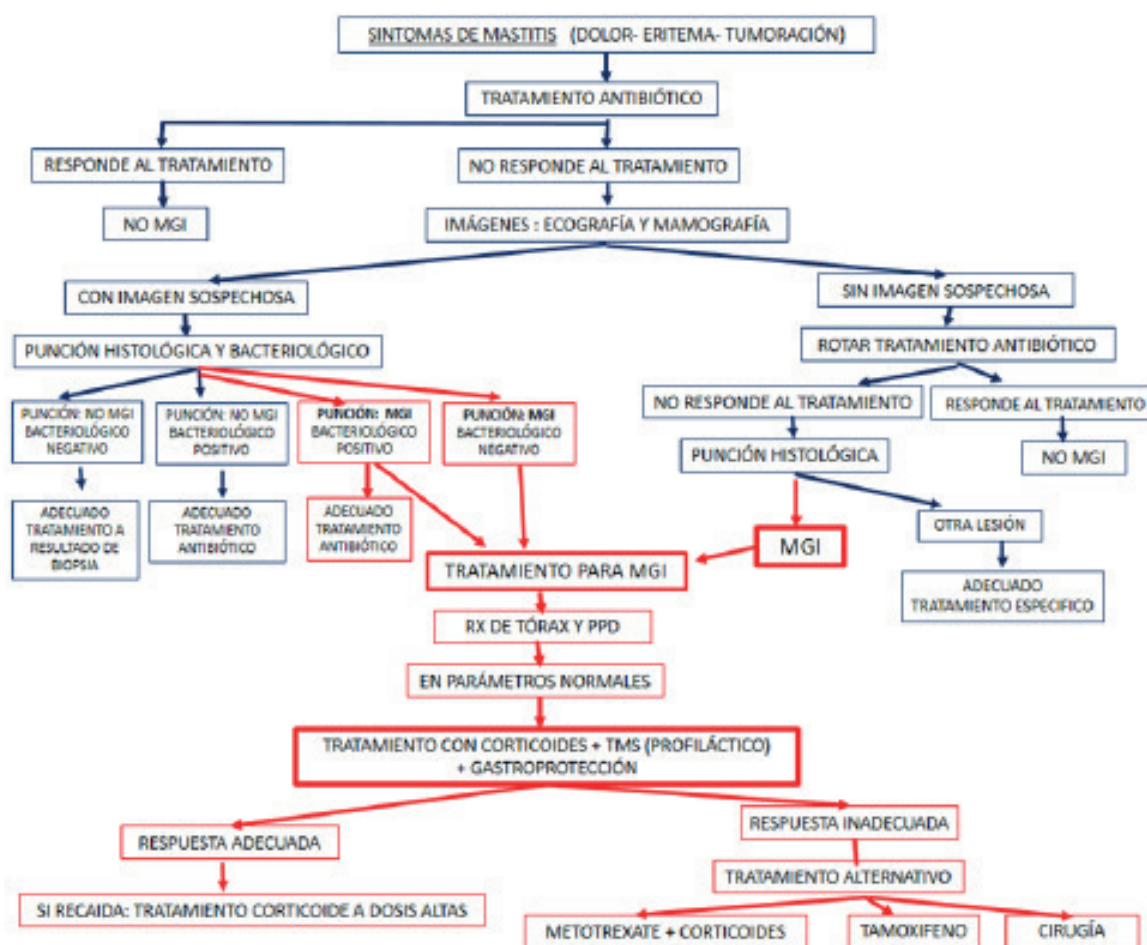 SINTOMAS DE MASTITIS (DOLOR- ERITEMA- TUMORACIÓN)
TRATAMIENTO ANTIBIÓTICO
RESPONDE AL TRATAMIENTO
NO RESPONDE AL TRATAMIENTO
NO MGI
IMÁGENES : ECOGRAFÍA Y MAMOGRAFÍA
CON IMAGEN SOSPECHOSA
SIN IMAGEN SOSPECHOSA
PUNCIÓN HISTOLÓGICA Y BACTERIOLÓGICO
ROTAR TRATAMIENTO ANTIBIÓTICO
PUNCIÓN: NO MGI
BACTERIOLÓGICO
NEGATIVO
PUNCIÓN: NO MGI
BACTERIOLÓGICO
POSITIVO
PUNCIÓN: MGI
BACTERIOLÓGICO
POSITIVO
PUNCIÓN: MGI
BACTERIOLÓGICO
NEGATIVO
NO RESPONDE AL TRATAMIENTO
RESPONDE AL TRATAMIENTO
PUNCIÓN HISTOLÓGICA
NO MGI
ADECUADO
TRATAMIENTO A
RESULTADO DE
BIOPSIA
ADECUADO
TRATAMIENTO
ANTIBIÓTICO
ADECUADO
TRATAMIENTO
ANTIBIÓTICO
OTRA LESIÓN
MGI
TRATAMIENTO PARA MGI
ADECUADO
TRATAMIENTO ESPECIFICO
RX DE TÓRAX Y PPD
EN PARÁMETROS NORMALES
TRATAMIENTO CON CORTICOIDES + TMS (PROFILÁCTICO)
+ GASTROPROTECCIÓN
RESPUESTA ADECUADA
RESPUESTA INADECUADA
SI RECAIDA: TRATAMIENTO CORTICOIDE A DOSIS ALTAS
TRATAMIENTO ALTERNATIVO
METOTREXATE + CORTICOIDES
TAMOXIFENO
CIRUGÍA